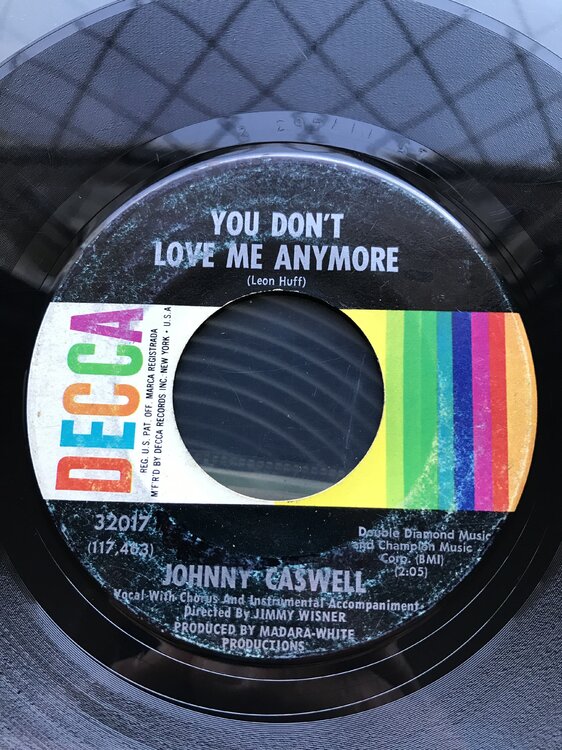 YOU DON'T
LOVE ME ANYMORE
(Leon Huff)
DECCA
REG. U.S. PAT. OFF. MARCA REGISTRADA
M'F'R'D BY DECCA RECORDS INC. NEW YORK • U.S.A
32017
(117,403)
Double Diamond Music
and Champion Music
Corp. (BMI)
(2:05)
JOHNNY CASWELL
Vocal With Chorus And Instrumental Accompaniment
Directed By JIMMY WISNER
PRODUCED BY MADARA-WHITE
PRODUCTIONS